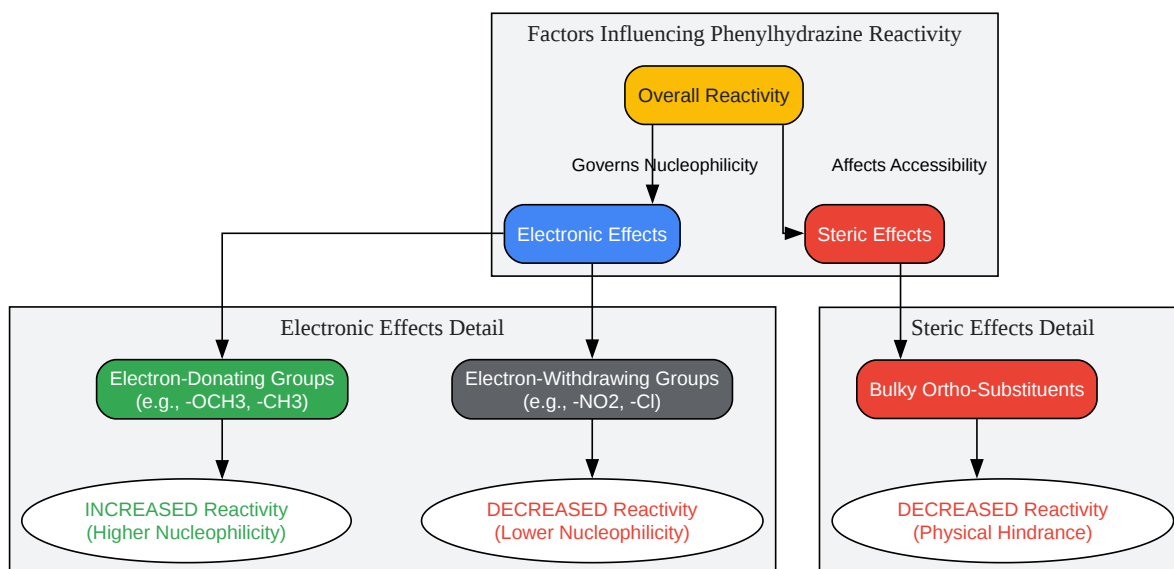 Factors Influencing Phenylhydrazine Reactivity
Overall Reactivity
Governs Nucleophilicity
Affects Accessibility
Electronic Effects
Steric Effects
Electronic Effects Detail
Steric Effects Detail
Electron-Donating Groups
(e.g., -OCH3, -CH3)
Electron-Withdrawing Groups
(e.g., -NO2, -Cl)
Bulky Ortho-Substituents
INCREASED Reactivity
(Higher Nucleophilicity)
DECREASED Reactivity
(Lower Nucleophilicity)
DECREASED Reactivity
(Physical Hindrance)